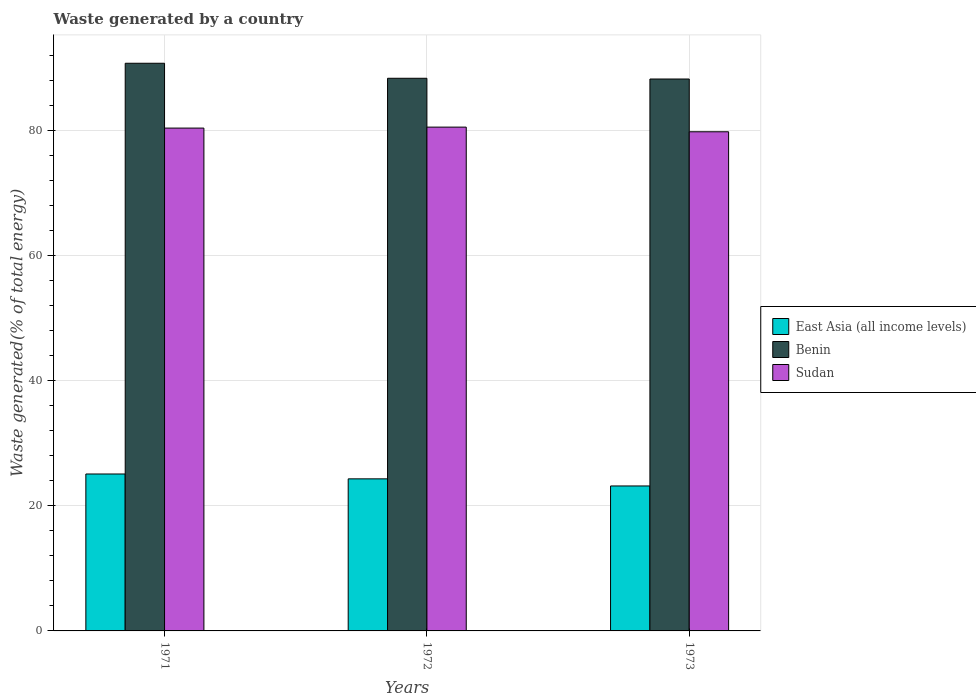 Waste generated by a country
Waste generated(% of total energy)
80
60
40
20
0
1971
1972
1973
Years
East Asia (all income levels)
Benin
Sudan